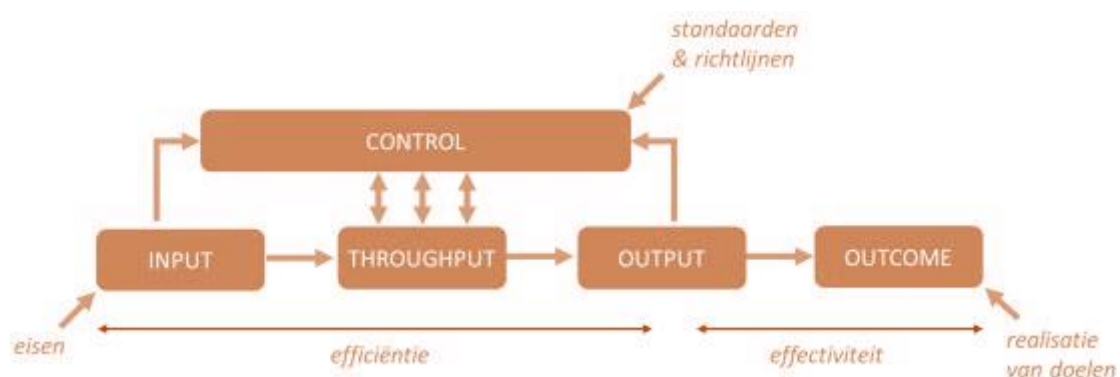 standaarden
& richtlijnen
CONTROL
INPUT
THROUGHPUT
OUTPUT
OUTCOME
eisen
efficiëntie
effectiviteit
realisatie
van doelen